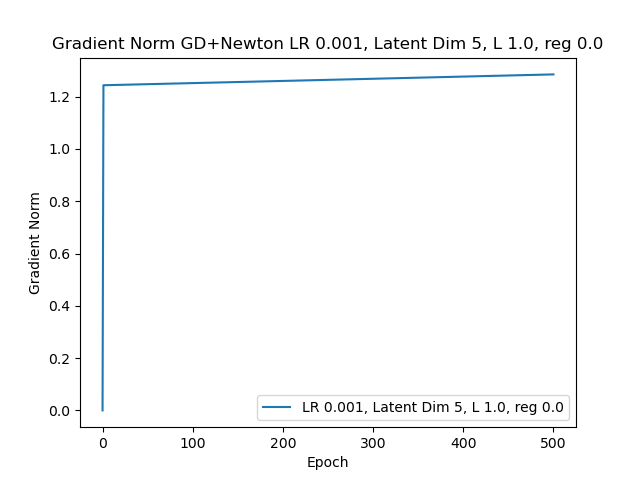 Gradient Norm GD+Newton LR 0.001, Latent Dim 5, L 1.0, reg 0.0
Gradient Norm
1.2
1.0
0.8
0.6
0.4
0.2
0.0
LR 0.001, Latent Dim 5, L 1.0, reg 0.0
0 100 200 300 400 500
Epoch